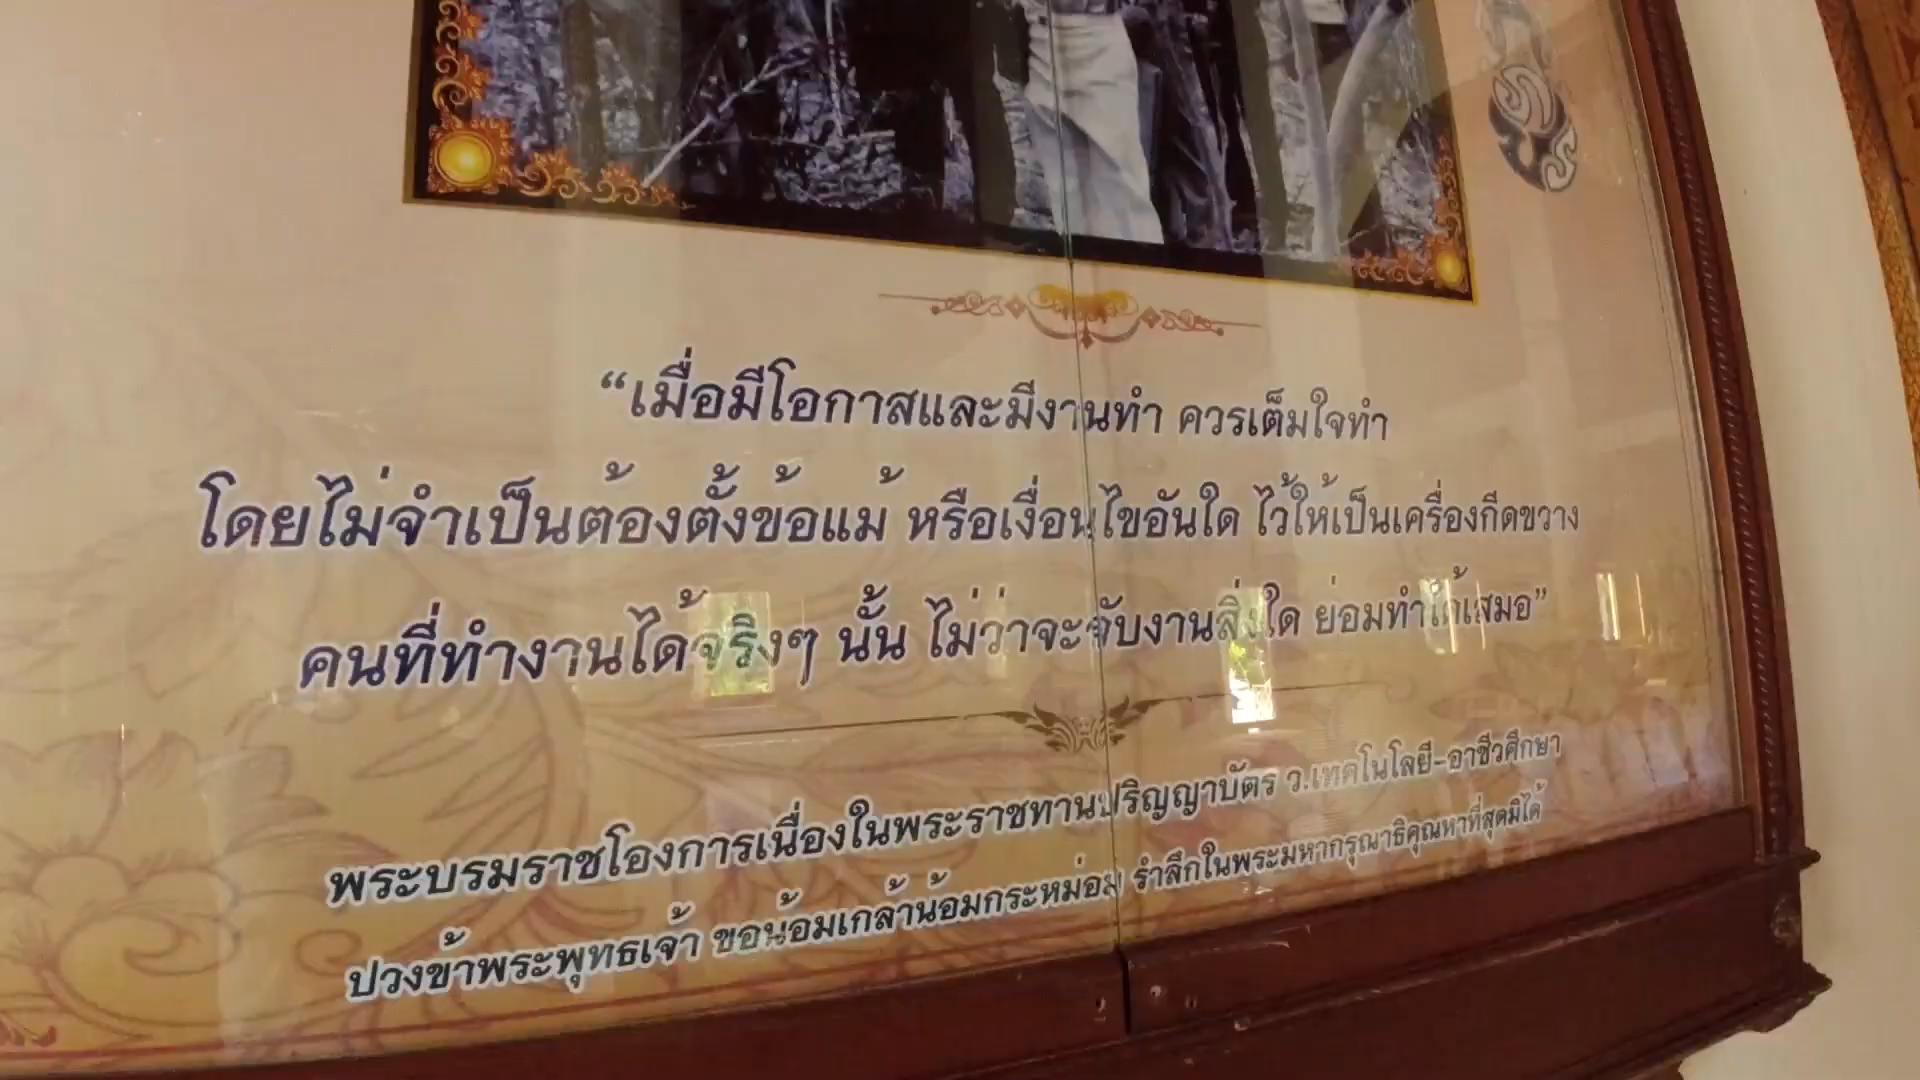 “เมื่อมีโอกาสและมีงานทำ ควรเต็มใจทำ
โดยไม่จำเป็นต้องตั้งข้อแม้ หรือเงื่อนไขอันใด ไว้ให้เป็นเครื่องกีดขวาง
คนที่ทำงานได้จริงๆ นั้น ไม่ว่าจะจับงานสิ่งใด ย่อมทำได้เสมอ”
พระบรมราชโองการเนื่องในพระราชทานปริญญาบัตร ว.เทคโนโลยี-อาชีวศึกษา
ปวงข้าพระพุทธเจ้า ขอน้อมเกล้าน้อมกระหม่อม รำลึกในพระมหากรุณาธิคุณหาที่สุดมิได้